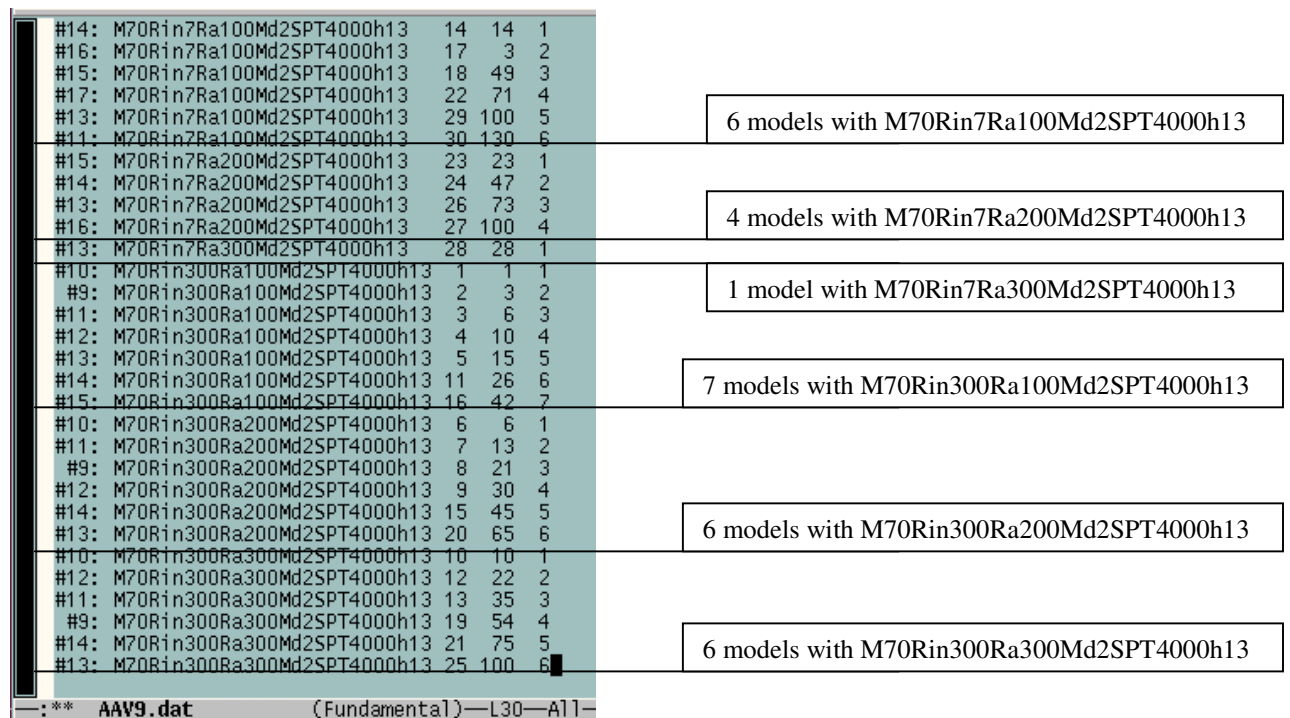 #14: M70Rin7Ra100Md2SPT4000h13 14 14 1
#16: M70Rin7Ra100Md2SPT4000h13 17 3 2
#15: M70Rin7Ra100Md2SPT4000h13 18 49 3
#17: M70Rin7Ra100Md2SPT4000h13 22 71 4
#13: M70Rin7Ra100Md2SPT4000h13 29 100 5
#11: M70Rin7Ra100Md2SPT4000h13 30 130 6
#15: M70Rin7Ra200Md2SPT4000h13 23 23 1
#14: M70Rin7Ra200Md2SPT4000h13 24 47 2
#13: M70Rin7Ra200Md2SPT4000h13 26 73 3
#16: M70Rin7Ra200Md2SPT4000h13 27 100 4
#13: M70Rin7Ra300Md2SPT4000h13 28 28 1
#10: M70Rin300Ra100Md2SPT4000h13 1 1 1
#9: M70Rin300Ra100Md2SPT4000h13 2 3 2
#11: M70Rin300Ra100Md2SPT4000h13 3 6 3
#12: M70Rin300Ra100Md2SPT4000h13 4 10 4
#13: M70Rin300Ra100Md2SPT4000h13 5 15 5
#14: M70Rin300Ra100Md2SPT4000h13 11 26 6
#15: M70Rin300Ra100Md2SPT4000h13 16 42 7
#10: M70Rin300Ra200Md2SPT4000h13 6 6 1
#11: M70Rin300Ra200Md2SPT4000h13 7 13 2
#9: M70Rin300Ra200Md2SPT4000h13 8 21 3
#12: M70Rin300Ra200Md2SPT4000h13 9 30 4
#14: M70Rin300Ra200Md2SPT4000h13 15 45 5
#13: M70Rin300Ra200Md2SPT4000h13 20 65 6
#10: M70Rin300Ra300Md2SPT4000h13 10 10 1
#12: M70Rin300Ra300Md2SPT4000h13 12 22 2
#11: M70Rin300Ra300Md2SPT4000h13 13 35 3
#9: M70Rin300Ra300Md2SPT4000h13 19 54 4
#14: M70Rin300Ra300Md2SPT4000h13 21 75 5
#13: M70Rin300Ra300Md2SPT4000h13 25 100 6
—:** AAV9.dat (Fundamental)—L30—All—
6 models with M70Rin7Ra100Md2SPT4000h13
4 models with M70Rin7Ra200Md2SPT4000h13
1 model with M70Rin7Ra300Md2SPT4000h13
7 models with M70Rin300Ra100Md2SPT4000h13
6 models with M70Rin300Ra200Md2SPT4000h13
6 models with M70Rin300Ra300Md2SPT4000h13